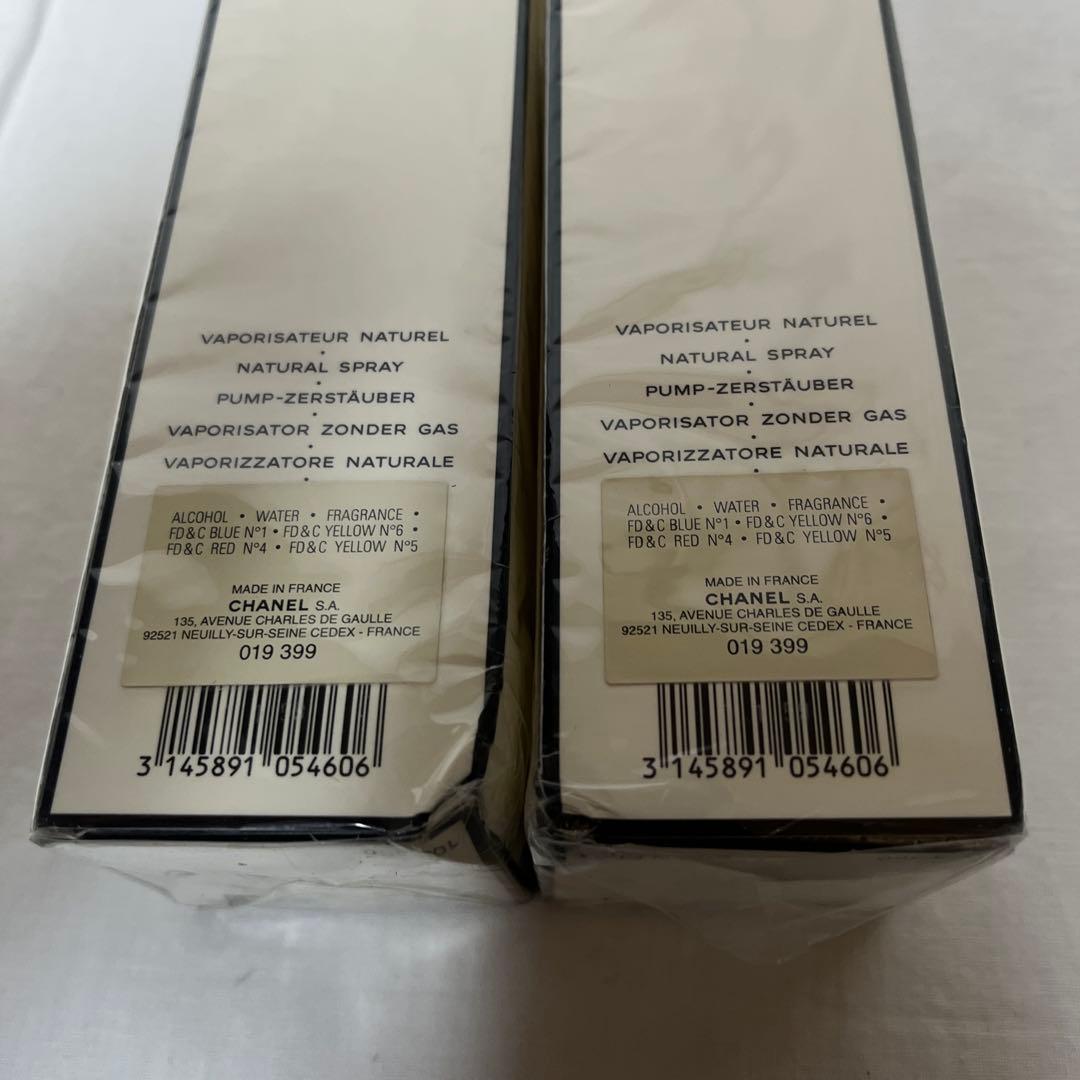 VAPORISATEUR NATUREL
•
NATURAL SPRAY
•
PUMP-ZERSTÄUBER
•
VAPORISATOR ZONDER GAS
•
VAPORIZZATORE NATURALE
•
ALCOHOL • WATER • FRAGRANCE •
FD&C BLUE N°1 • FD&C YELLOW N°6 •
FD&C RED N°4 • FD&C YELLOW N°5
MADE IN FRANCE
CHANEL S.A.
135, AVENUE CHARLES DE GAULLE
92521 NEUILLY-SUR-SEINE CEDEX - FRANCE
019 399
3 145891 054606
VAPORISATEUR NATUREL
•
NATURAL SPRAY
•
PUMP-ZERSTÄUBER
•
VAPORISATOR ZONDER GAS
•
VAPORIZZATORE NATURALE
•
ALCOHOL • WATER • FRAGRANCE •
FD&C BLUE N°1 • FD&C YELLOW N°6 •
FD&C RED N°4 • FD&C YELLOW N°5
MADE IN FRANCE
CHANEL S.A.
135, AVENUE CHARLES DE GAULLE
92521 NEUILLY-SUR-SEINE CEDEX - FRANCE
019 399
3 145891 054606